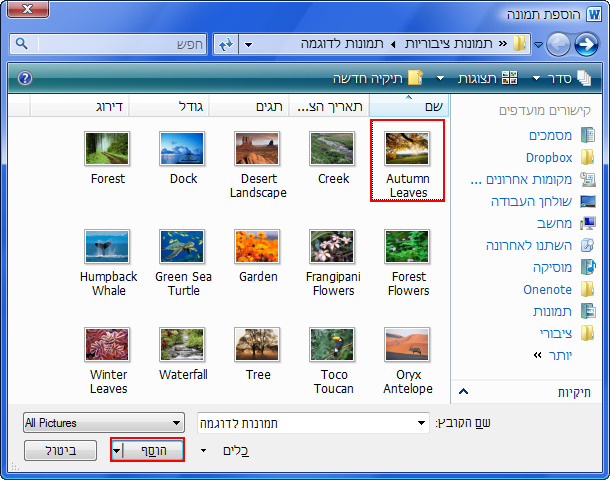 הוספת תמונה
« תמונות ציבוריות ◂ תמונות לדוגמה
חפש
סדר
תצוגות
תיקיה חדשה
קישורים מועדפים
מסמכים
Dropbox
מקומות אחרונים ...
שולחן העבודה
מחשב
השתנו לאחרונה
מוסיקה
Onenote
תמונות
ציבורי
יותר »
תיקיות
שם
תאריך הצ...
תגים
גודל
דירוג
Autumn
Leaves
Creek
Desert
Landscape
Dock
Forest
Forest
Flowers
Frangipani
Flowers
Garden
Green Sea
Turtle
Humpback
Whale
Oryx
Antelope
Toco
Toucan
Tree
Waterfall
Winter
Leaves
שם הקובץ:
תמונות לדוגמה
All Pictures
כלים
הוסף
ביטול